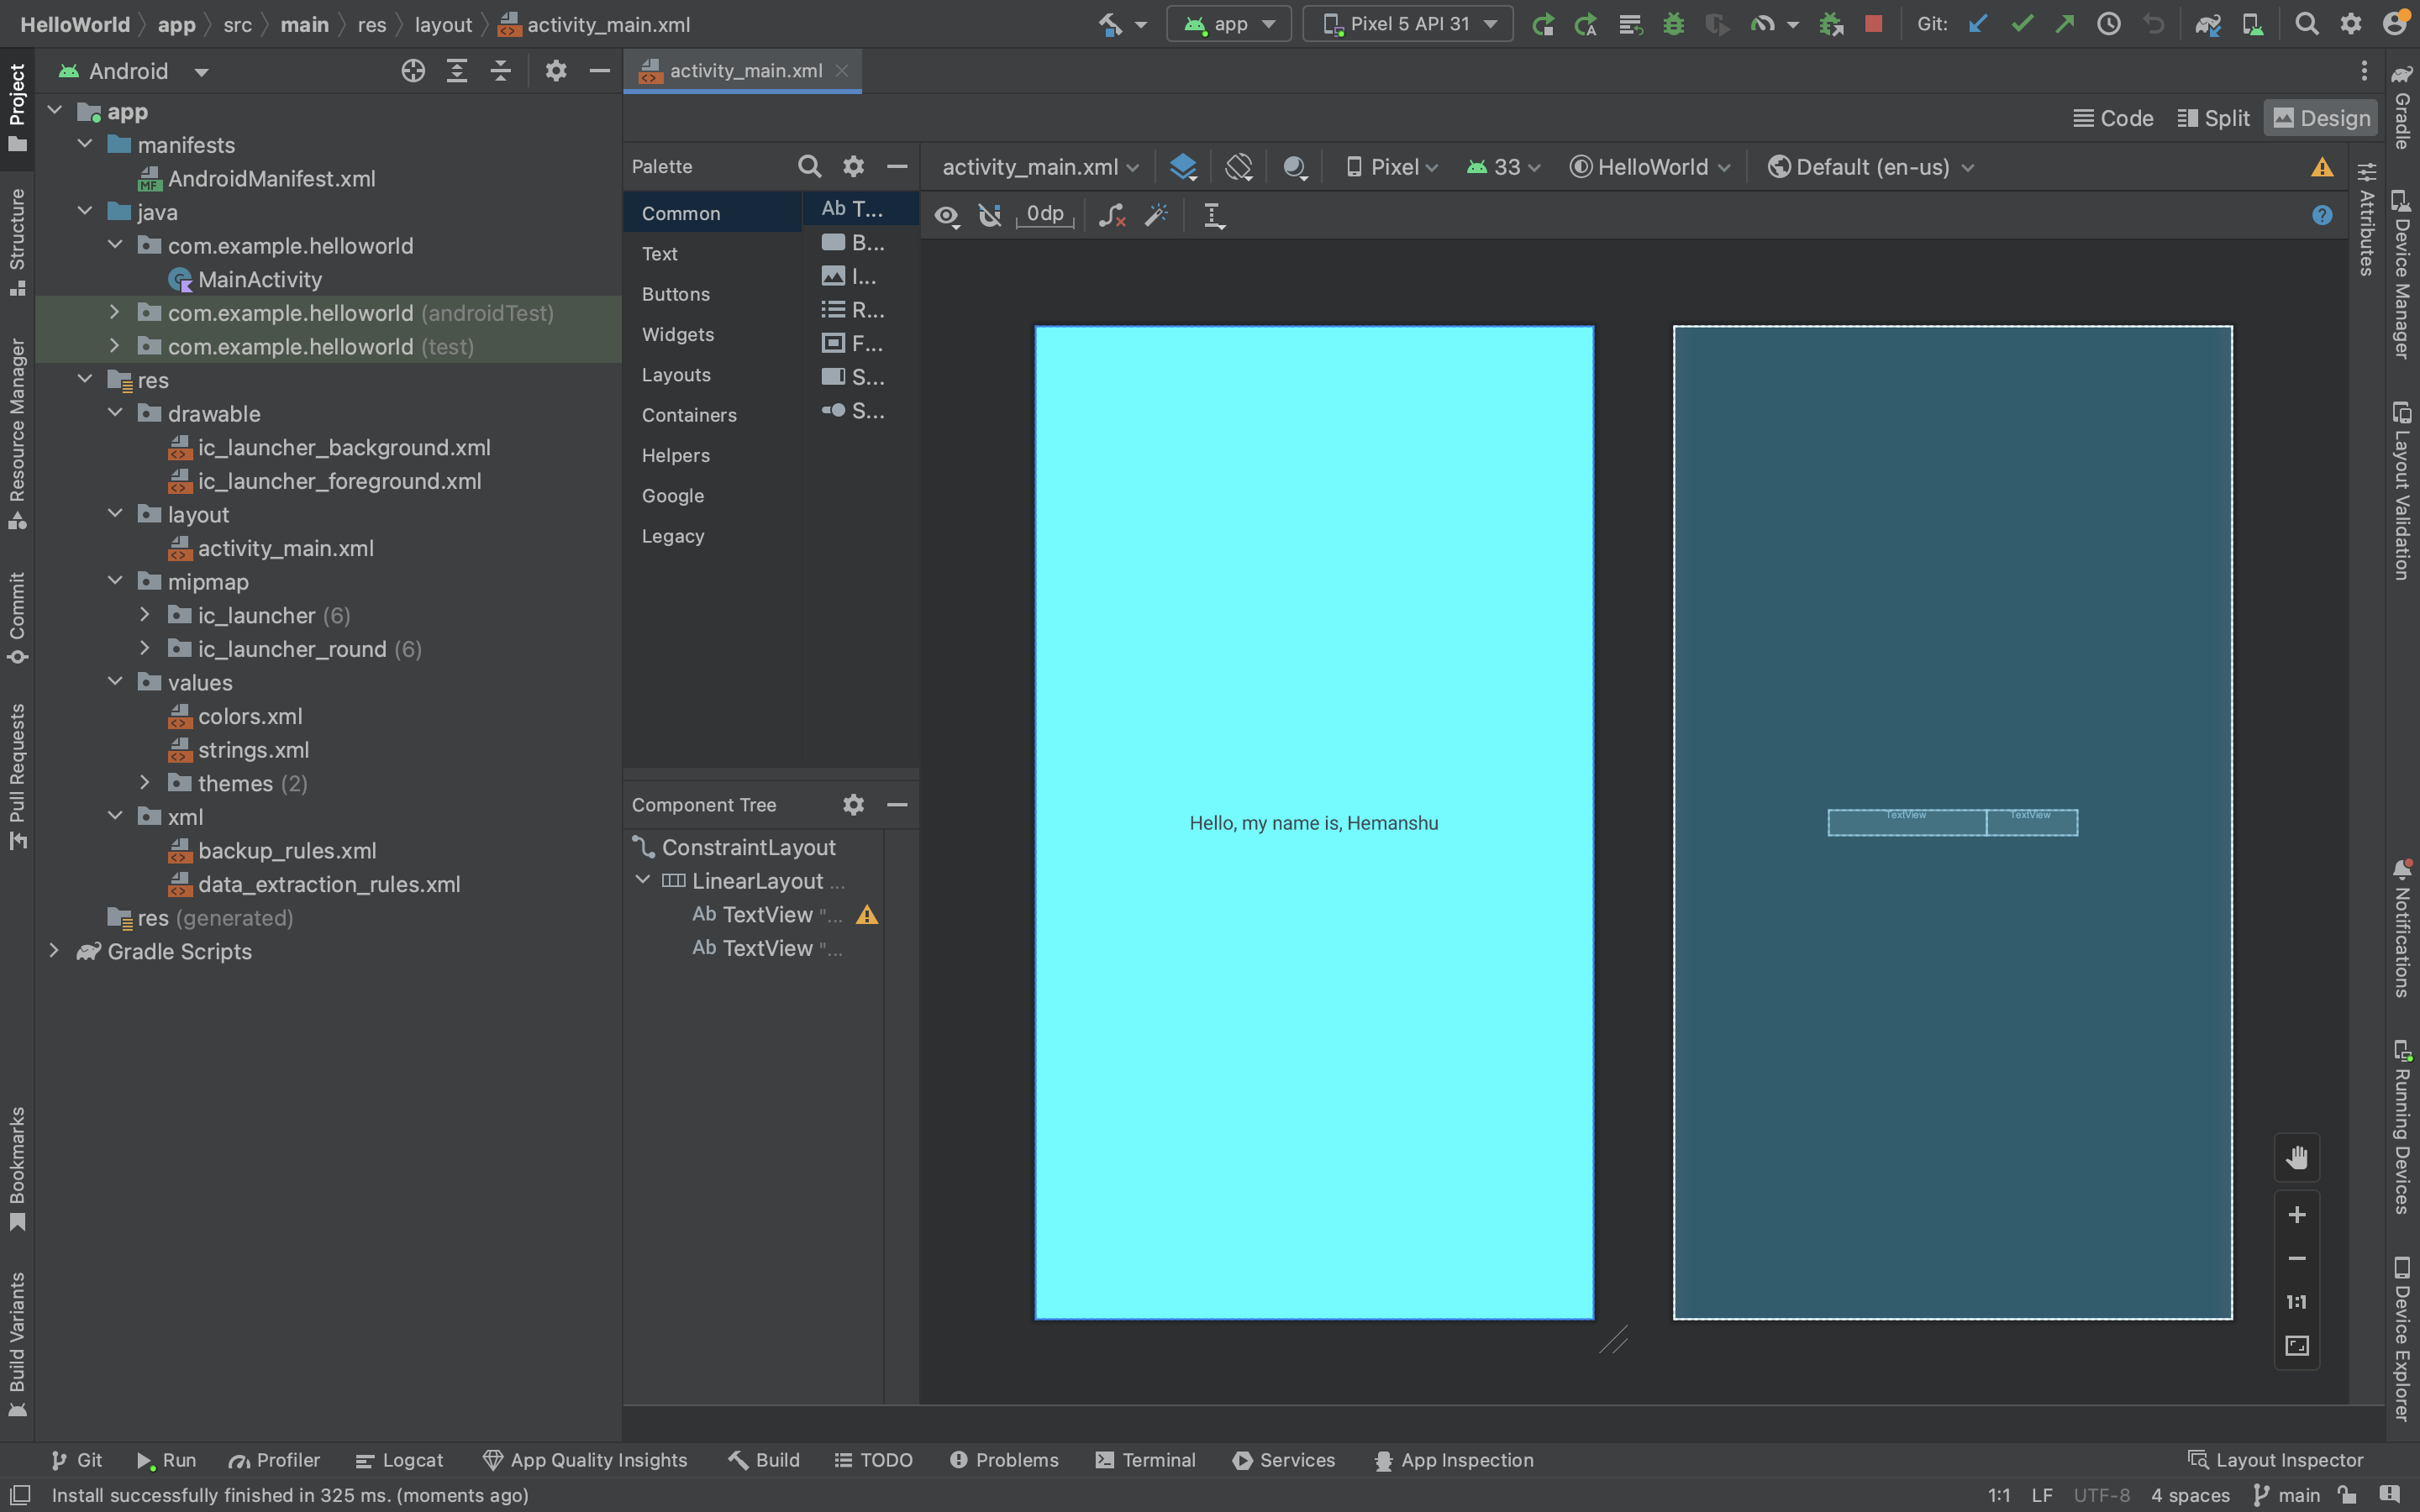 HelloWorld app src main res layout activity_main.xml app Pixel 5 API 31 Git:
Project
Structure
Resource Manager
Commit
Pull Requests
Bookmarks
Build Variants
Android
app
manifests
MF AndroidManifest.xml
java
com.example.helloworld
MainActivity
com.example.helloworld (androidTest)
com.example.helloworld (test)
res
drawable
ic_launcher_background.xml
ic_launcher_foreground.xml
layout
activity_main.xml
mipmap
ic_launcher (6)
ic_launcher_round (6)
values
colors.xml
strings.xml
themes (2)
xml
backup_rules.xml
data_extraction_rules.xml
res (generated)
Gradle Scripts
activity_main.xml
Code Split Design
Palette
Common
Text
Buttons
Widgets
Layouts
Containers
Helpers
Google
Legacy
Ab T...
B...
I...
R...
F...
S...
S...
Component Tree
ConstraintLayout
LinearLayout ...
Ab TextView "...
Ab TextView "...
activity_main.xml Pixel 33 HelloWorld Default (en-us)
0dp
Hello, my name is, Hemanshu
TextView TextView
1:1
Attributes
Gradle
Device Manager
Layout Validation
Notifications
Running Devices
Device Explorer
Git Run Profiler Logcat App Quality Insights Build TODO Problems Terminal Services App Inspection Layout Inspector
Install successfully finished in 325 ms. (moments ago) 1:1 LF UTF-8 4 spaces main